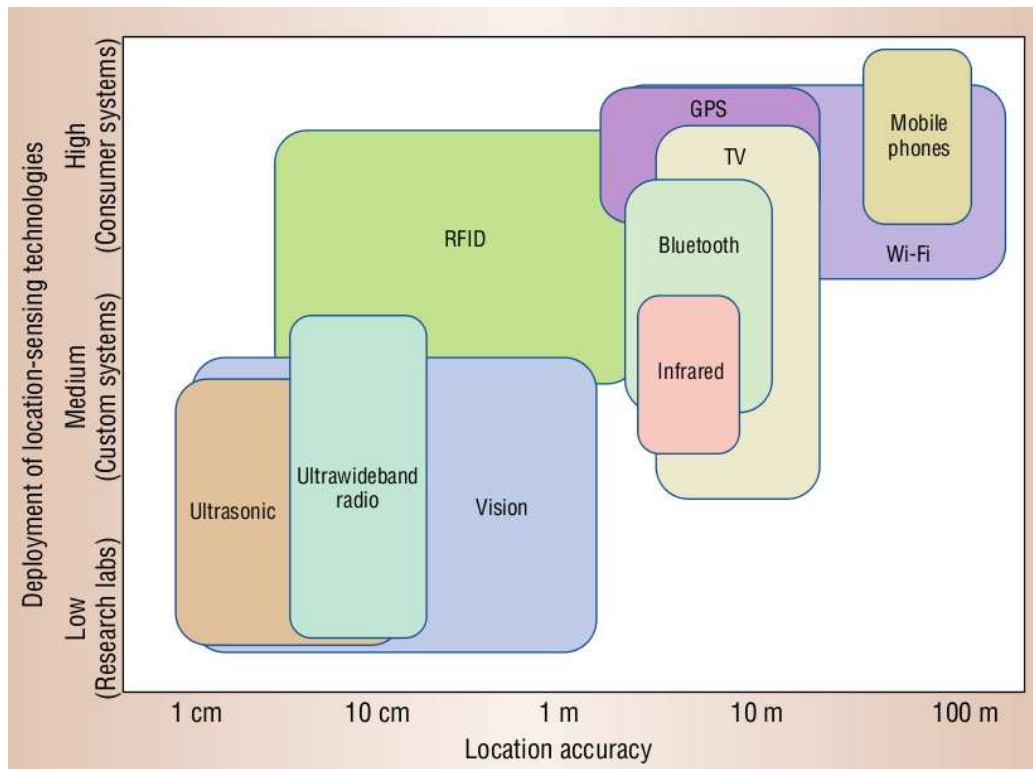 Deployment of location-sensing technologies
High
(Consumer systems)
Medium
(Custom systems)
Low
(Research labs)
GPS
Mobile
phones
TV
RFID
Bluetooth
Wi-Fi
Infrared
Ultrawideband
radio
Ultrasonic
Vision
1 cm
10 cm
1 m
10 m
100 m
Location accuracy